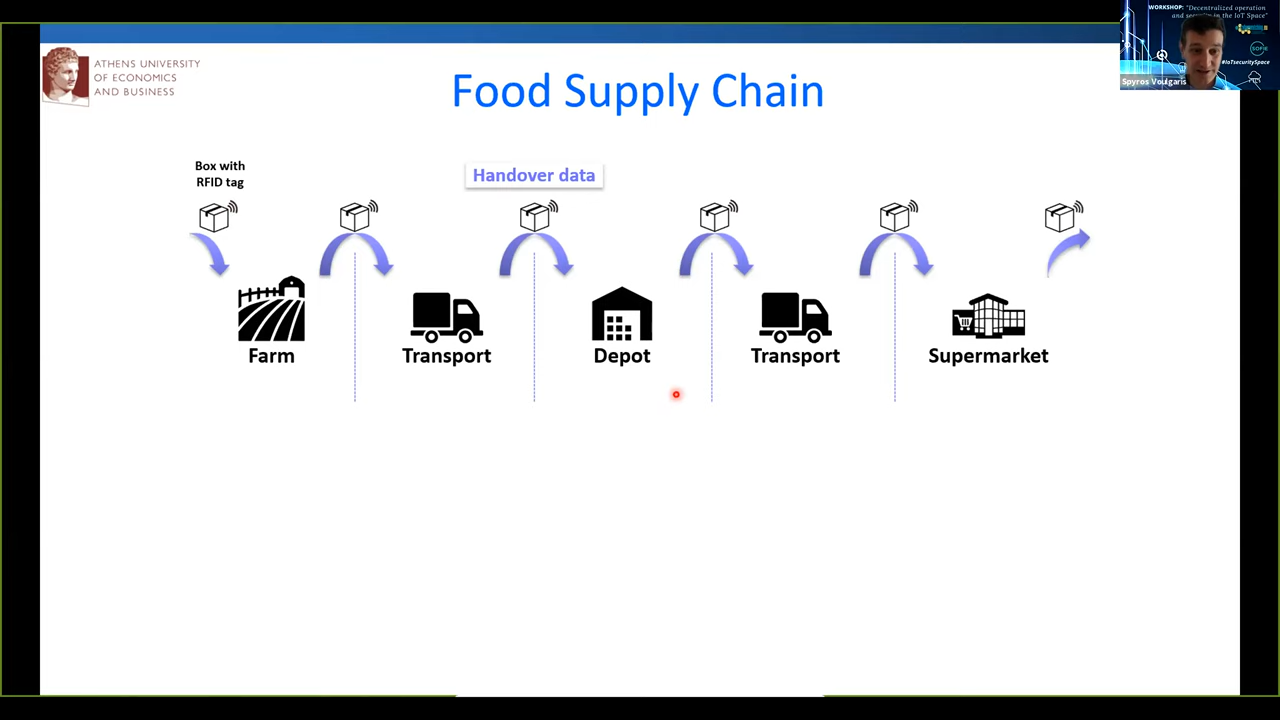 WORKSHOP: "Decentralized operation
and security in the IoT Space"
SOFIE
#IoTsecuritySpace
Spyros Voulgaris
ATHENS UNIVERSITY
OF ECONOMICS
AND BUSINESS
Food Supply Chain
Box with
RFID tag
Handover data
Farm
Transport
Depot
Transport
Supermarket